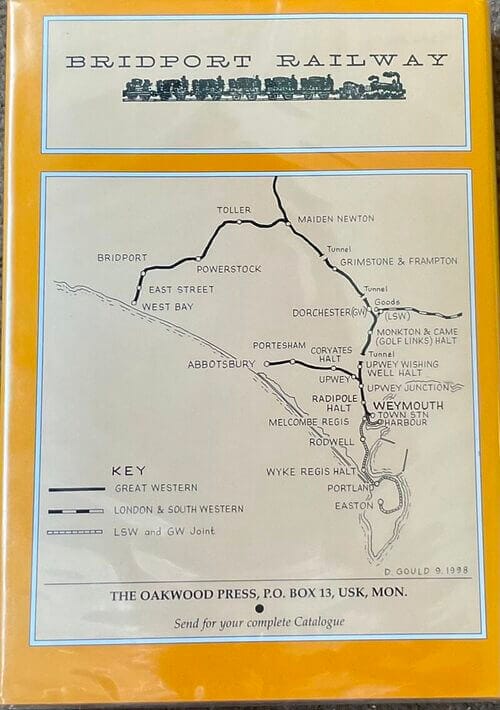 BRIDPORT RAILWAY
TOLLER
MAIDEN NEWTON
Tunnel
GRIMSTONE & FRAMPTON
BRIDPORT
POWERSTOCK
EAST STREET
WEST BAY
Tunnel
Goods
DORCHESTER (GW)
(LSW)
MONKTON & CAME
(GOLF LINKS) HALT
PORTESHAM
CORYATES
HALT
Tunnel
ABBOTSBURY
UPWEY WISHING
WELL HALT
UPWEY
UPWEY JUNCTION
RADIPOLE
HALT
WEYMOUTH
TOWN STN
HARBOUR
MELCOMBE REGIS
RODWELL
WYKE REGIS HALT
PORTLAND
EASTON
KEY
GREAT WESTERN
LONDON & SOUTH WESTERN
LSW and GW Joint
D. GOULD 9.1998
THE OAKWOOD PRESS, P.O. BOX 13, USK, MON.
Send for your complete Catalogue